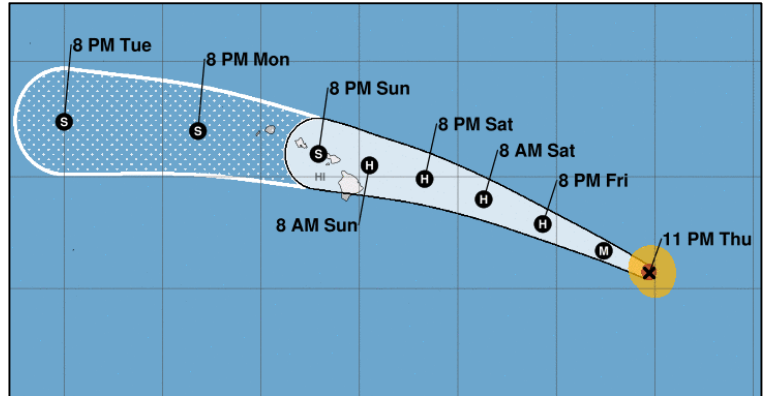 8 PM Tue
8 PM Mon
8 PM Sun
8 PM Sat
8 AM Sat
8 PM Fri
11 PM Thu
8 AM Sun
HI
S
S
S
H
H
H
H
M